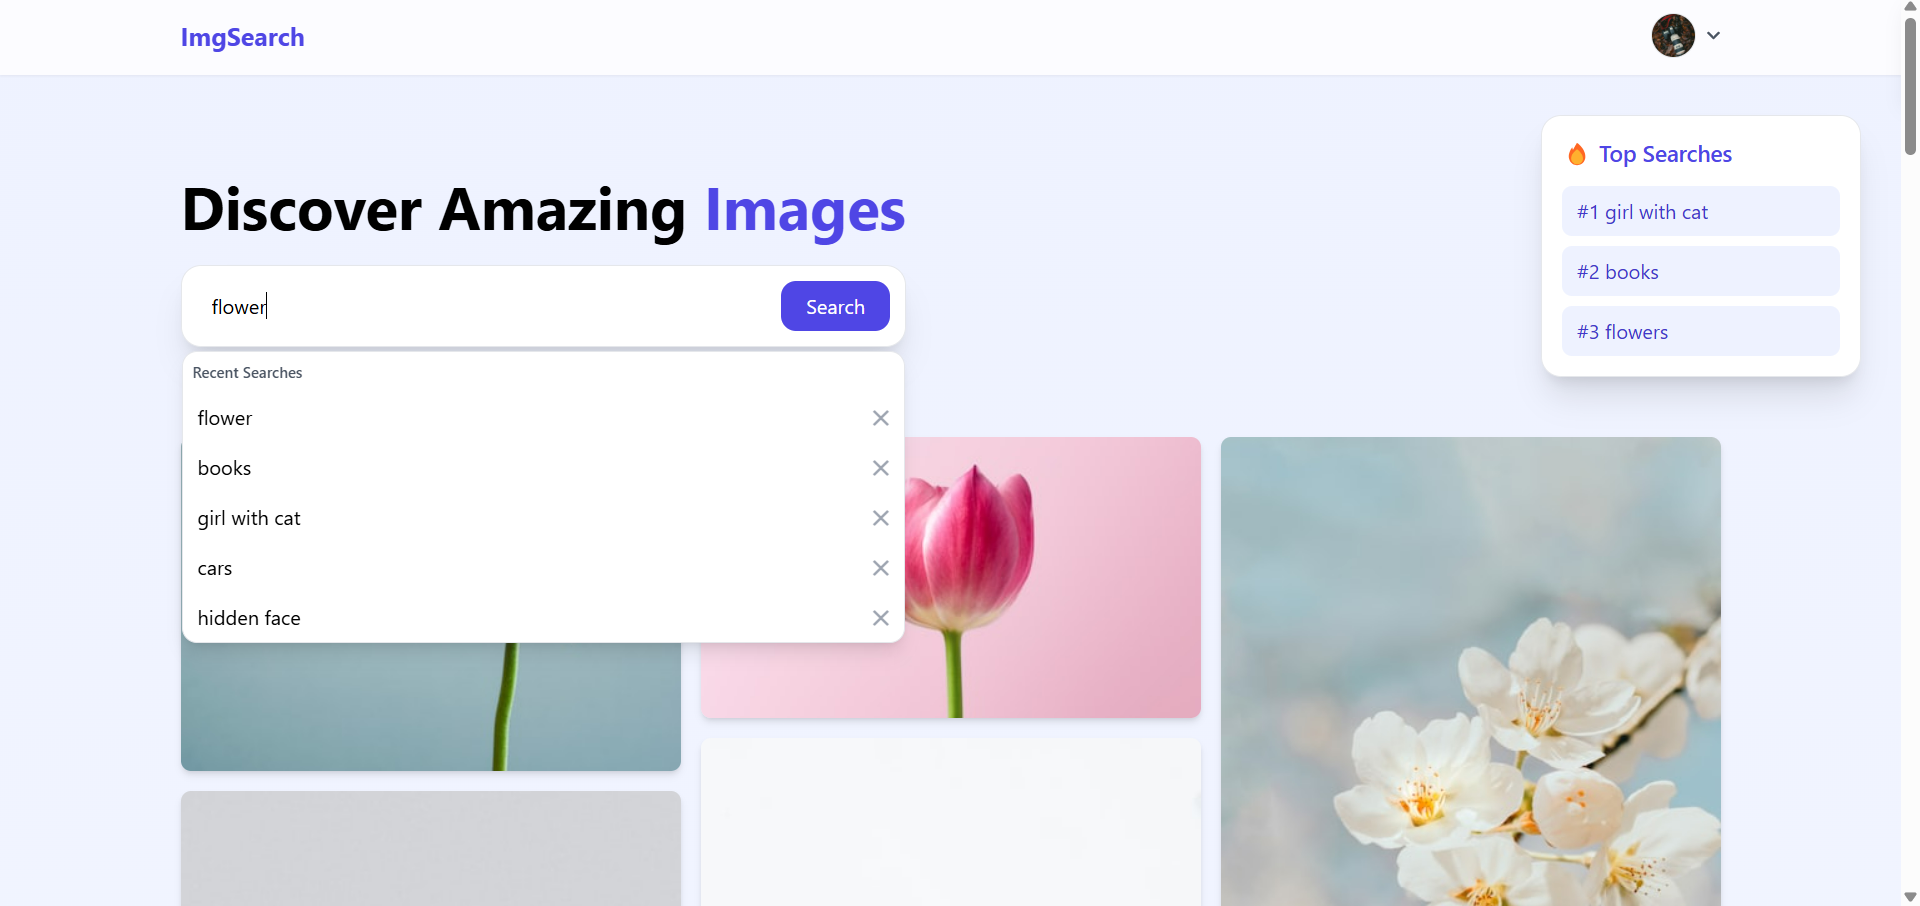 ImgSearch
Discover Amazing Images
flower
Search
Recent Searches
flower
books
girl with cat
cars
hidden face
Top Searches
#1 girl with cat
#2 books
#3 flowers